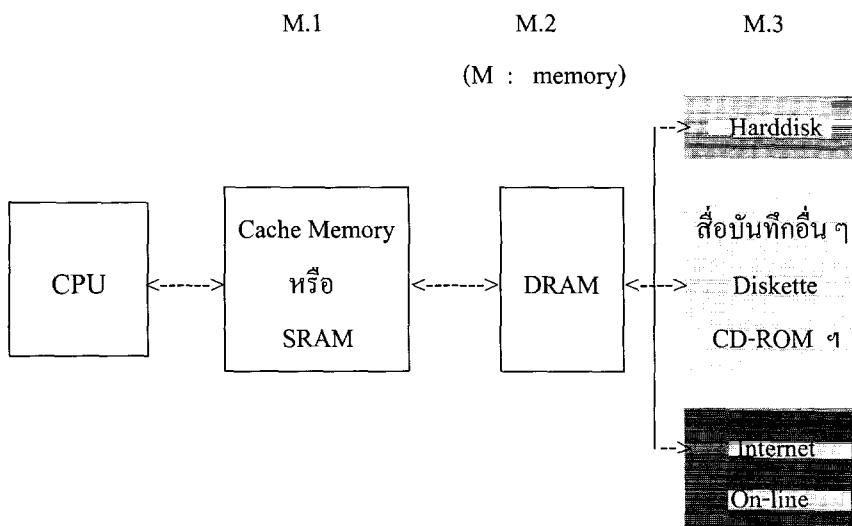 M.1 M.2 M.3
(M : memory)
Harddisk
CPU
Cache Memory
หรือ
SRAM
DRAM
สื่อบันทึกอื่น ๆ
Diskette
CD-ROM ฯ
Internet
On-line